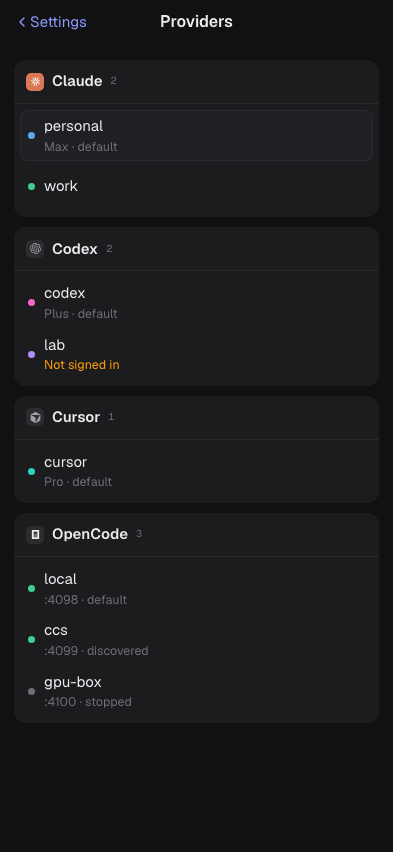 Settings
Providers
Claude 2
personal
Max · default
work
Codex 2
codex
Plus · default
lab
Not signed in
Cursor 1
cursor
Pro · default
OpenCode 3
local
:4098 · default
ccs
:4099 · discovered
gpu-box
:4100 · stopped